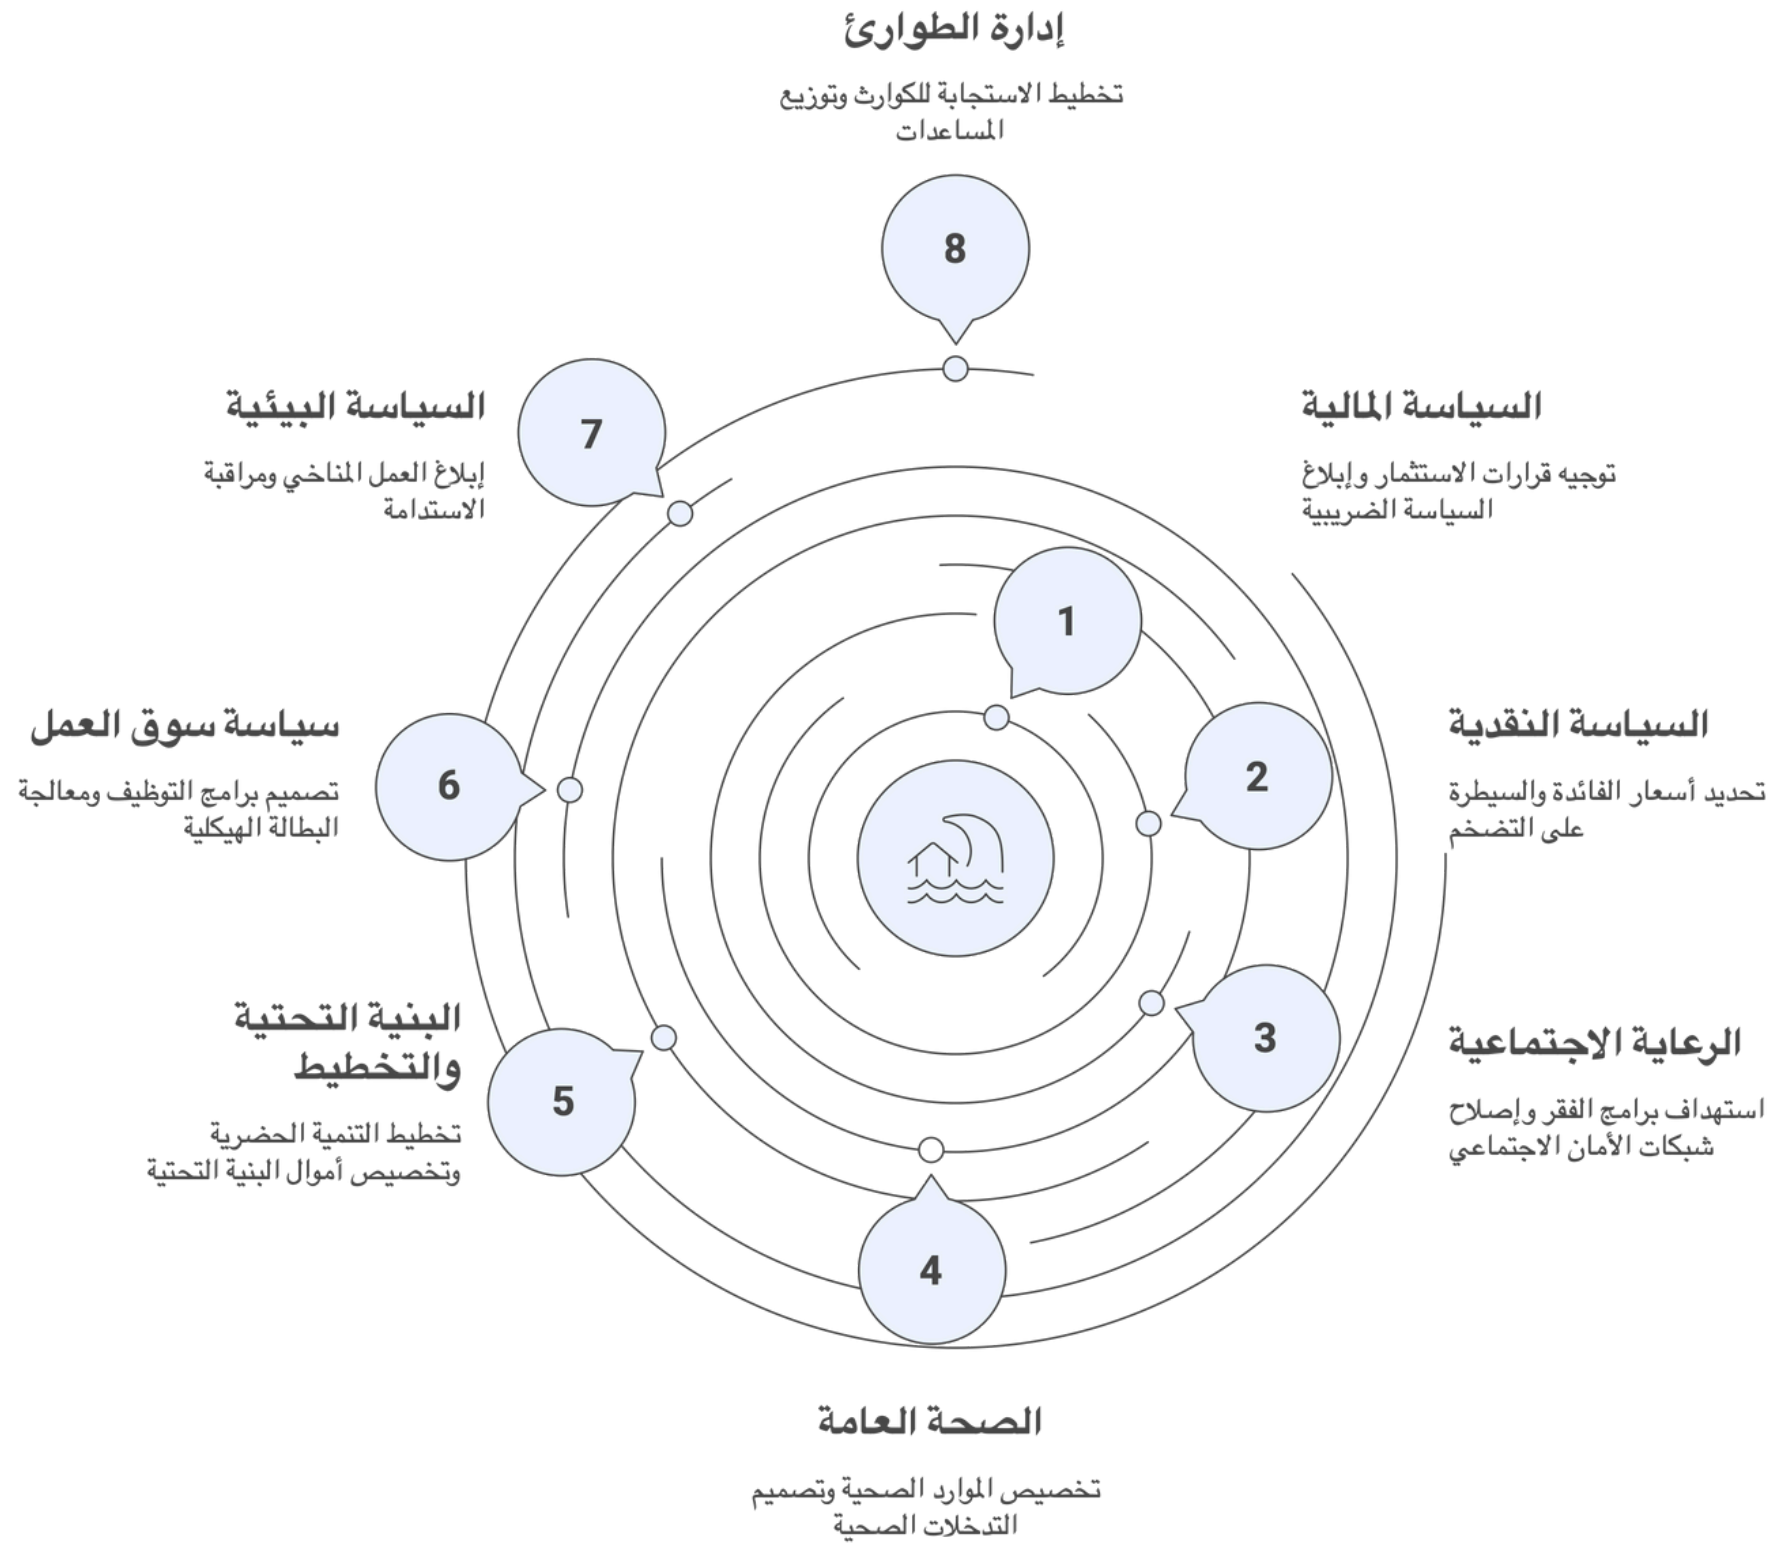 إدارة الطوارئ
تخطيط الاستجابة للكوارث وتوزيع
المساعدات
8
السياسة المالية
توجيه قرارات الاستثمار وإبلاغ
السياسة الضريبية
1
السياسة النقدية
تحديد أسعار الفائدة والسيطرة
على التضخم
2
الرعاية الاجتماعية
استهداف برامج الفقر وإصلاح
شبكات الأمان الاجتماعي
3
4
الصحة العامة
تخصيص الموارد الصحية وتصميم
التدخلات الصحية
البنية التحتية
والتخطيط
تخطيط التنمية الحضرية
وتخصيص أموال البنية التحتية
5
سياسة سوق العمل
تصميم برامج التوظيف ومعالجة
البطالة الهيكلية
6
السياسة البيئية
إبلاغ العمل المناخي ومراقبة
الاستدامة
7